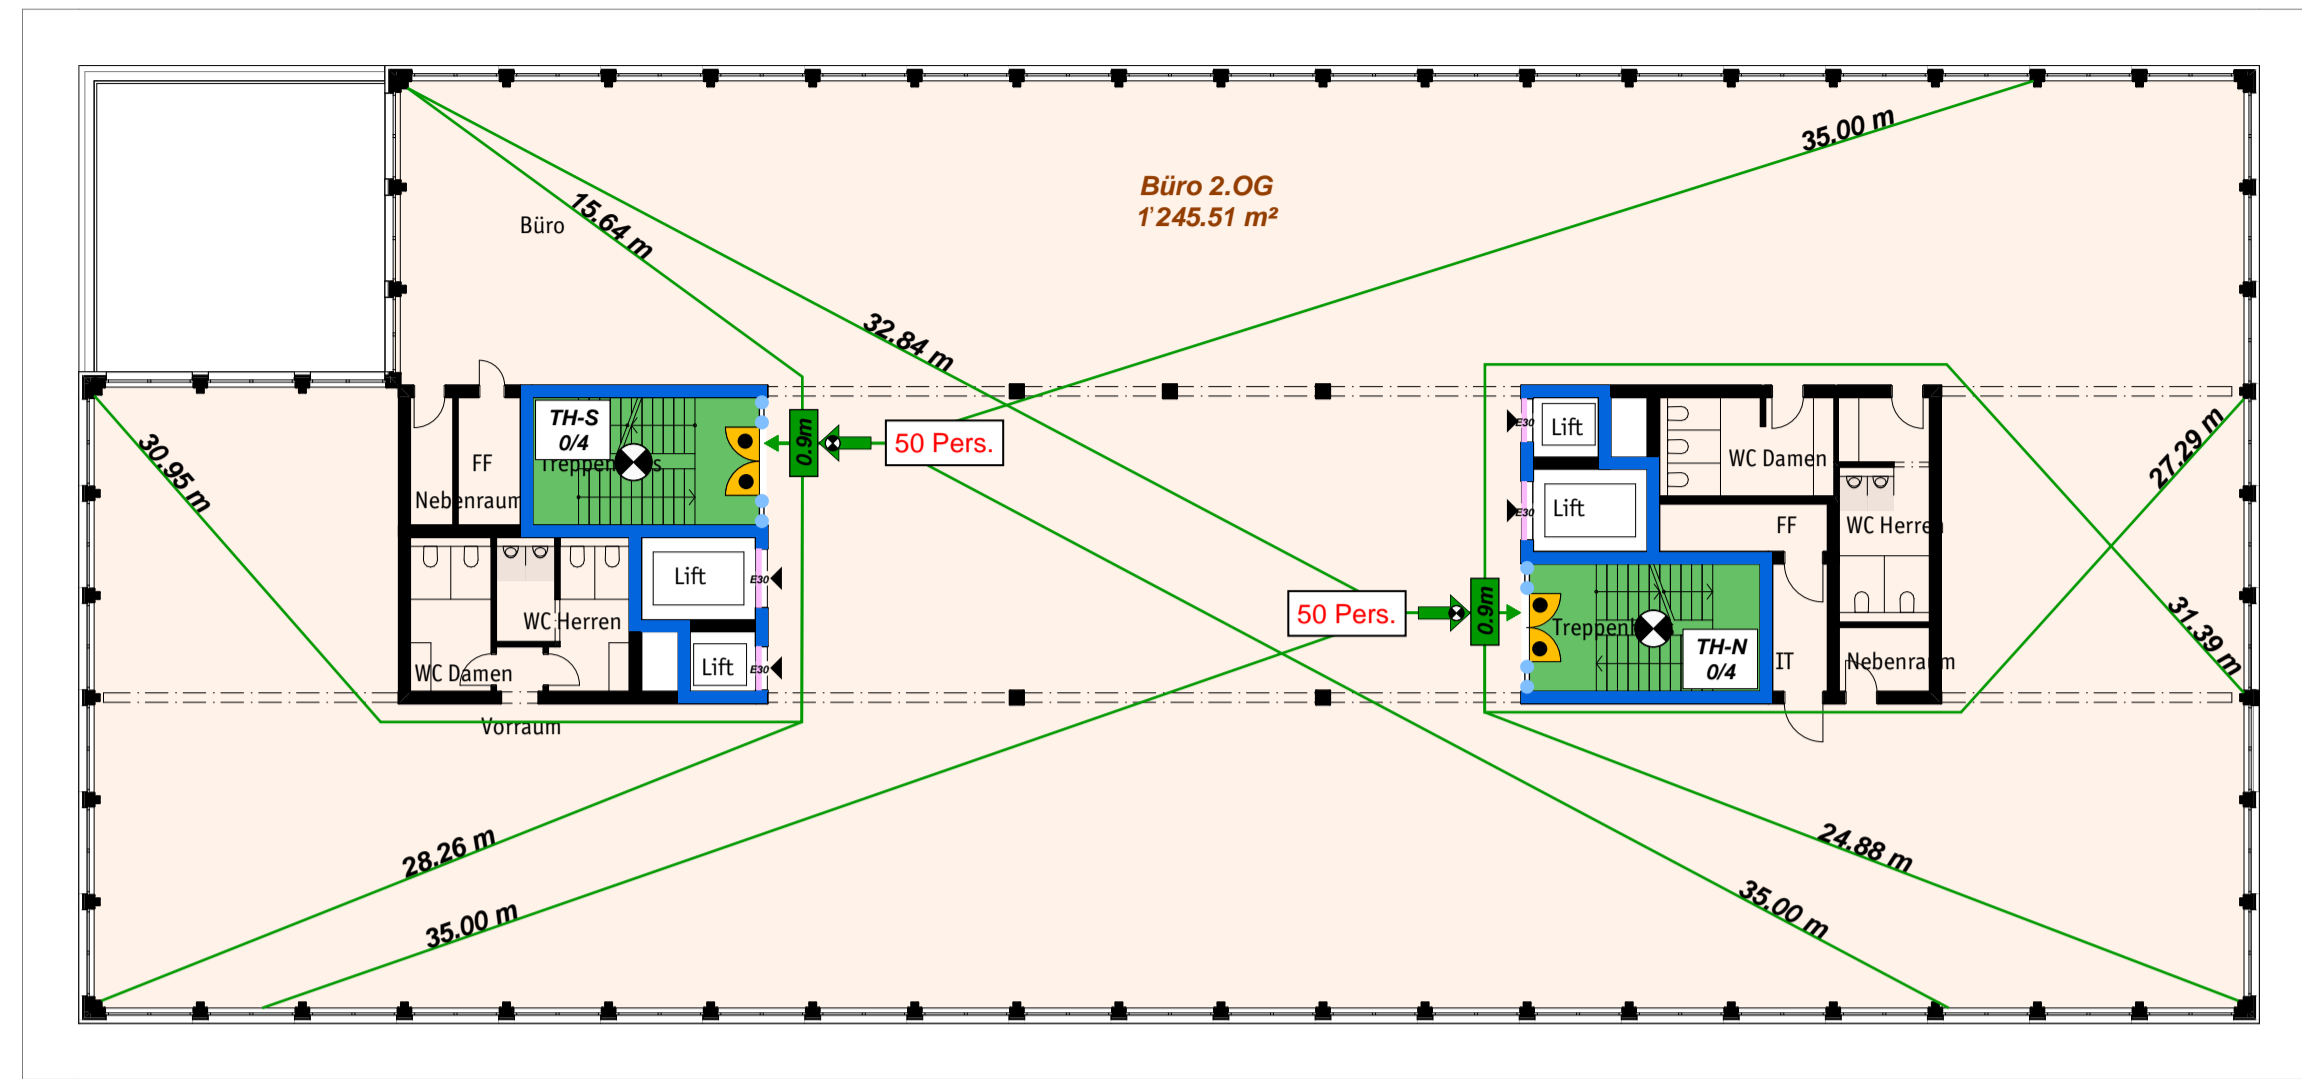 35.00 m
Büro 2.OG
1'245.51 m²
15.64 m
Büro
32.84 m
TH-S
0/4
Treppenhaus
0.9m
50 Pers.
30.95 m
FF
Nebenraum
E30
Lift
WC Damen
27.29 m
E30
Lift
FF
WC Herren
Lift
E30
WC Herren
50 Pers.
0.9m
Treppenhaus
TH-N
0/4
31.39 m
WC Damen
Lift
E30
IT
Nebenraum
Vorraum
28.26 m
24.88 m
35.00 m
35.00 m